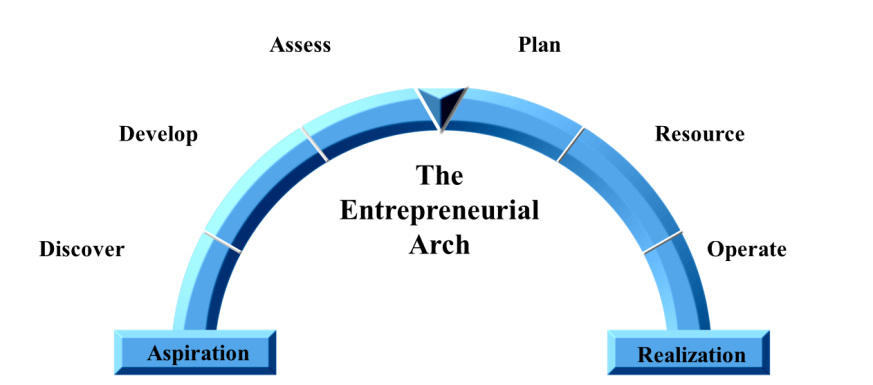 Assess
Plan
Develop
Resource
The
Entrepreneurial
Arch
Discover
Operate
Aspiration
Realization